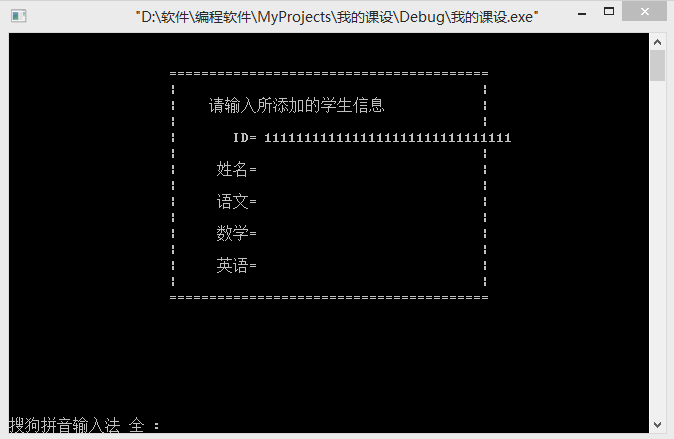 "D:\软件\编程软件\MyProjects\我的课设\Debug\我的课设.exe"
请输入所添加的学生信息
ID= 1111111111111111111111111111111
姓名=
语文=
数学=
英语=
搜狗拼音输入法 全 :